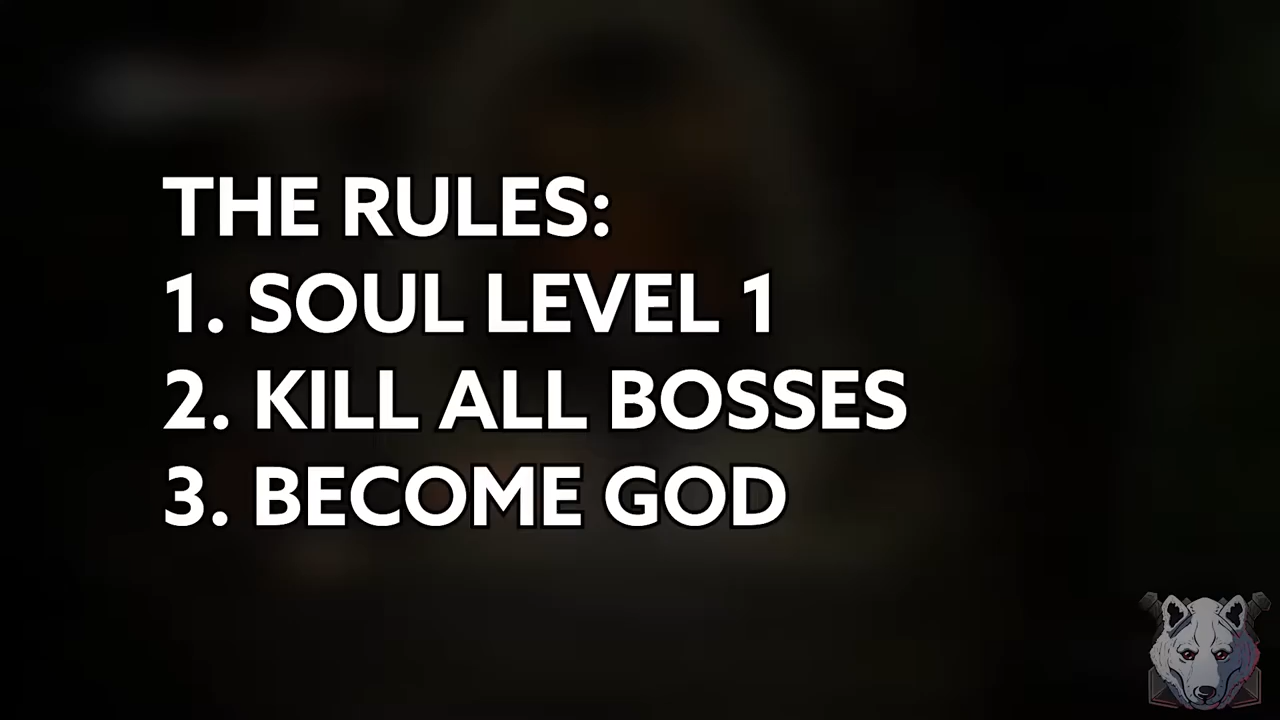 THE RULES:
1. SOUL LEVEL 1
2. KILL ALL BOSSES
3. BECOME GOD